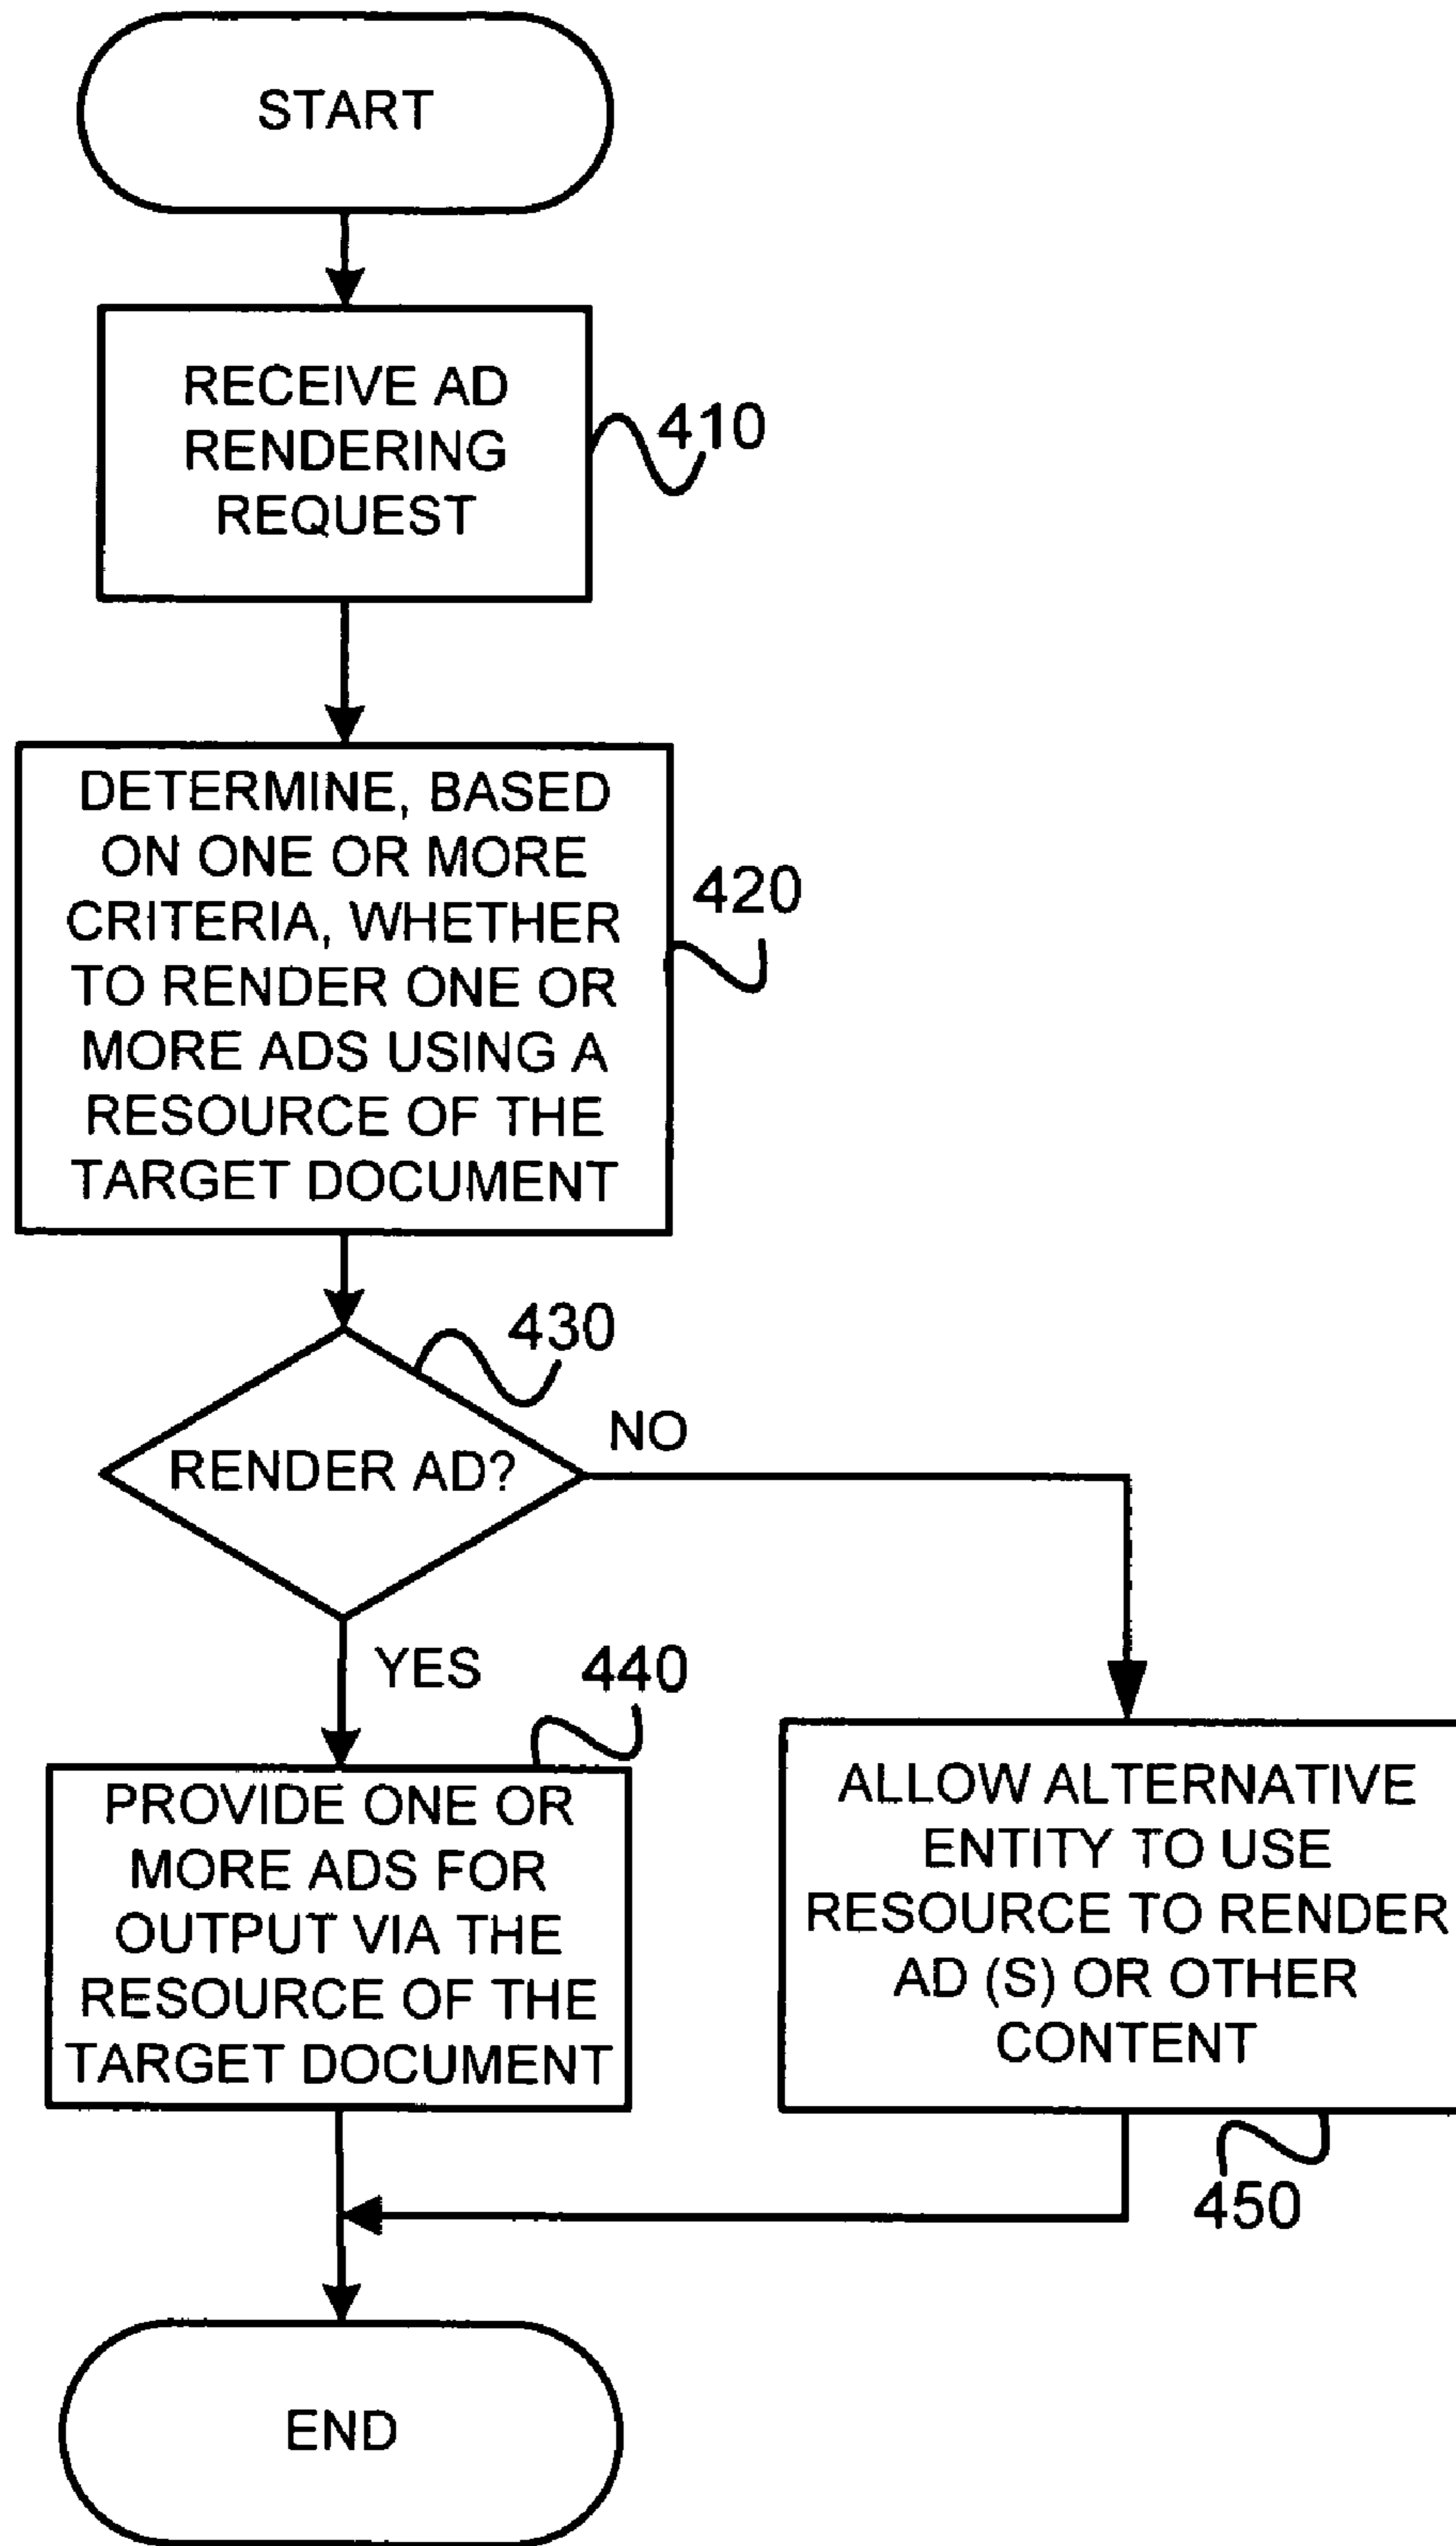 START
RECEIVE AD
RENDERING
REQUEST
410
DETERMINE, BASED
ON ONE OR MORE
CRITERIA, WHETHER
TO RENDER ONE OR
MORE ADS USING A
RESOURCE OF THE
TARGET DOCUMENT
420
430
RENDER AD?
NO
YES
440
PROVIDE ONE OR
MORE ADS FOR
OUTPUT VIA THE
RESOURCE OF THE
TARGET DOCUMENT
ALLOW ALTERNATIVE
ENTITY TO USE
RESOURCE TO RENDER
AD (S) OR OTHER
CONTENT
450
END